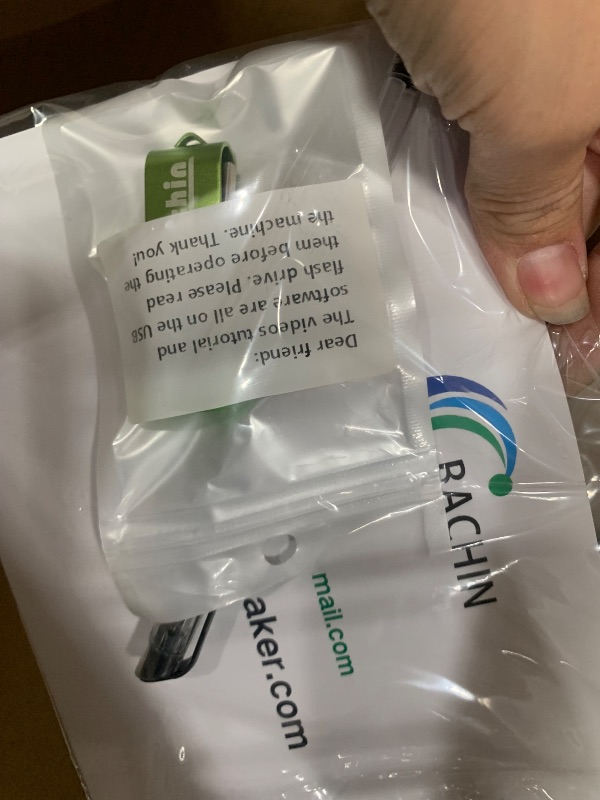 chin
Dear friend:
The videos tutorial and
software are all on the USB
flash drive. Please read
them before operating the
the machine. Thank you!
BACHIN
mail.com
aker.com